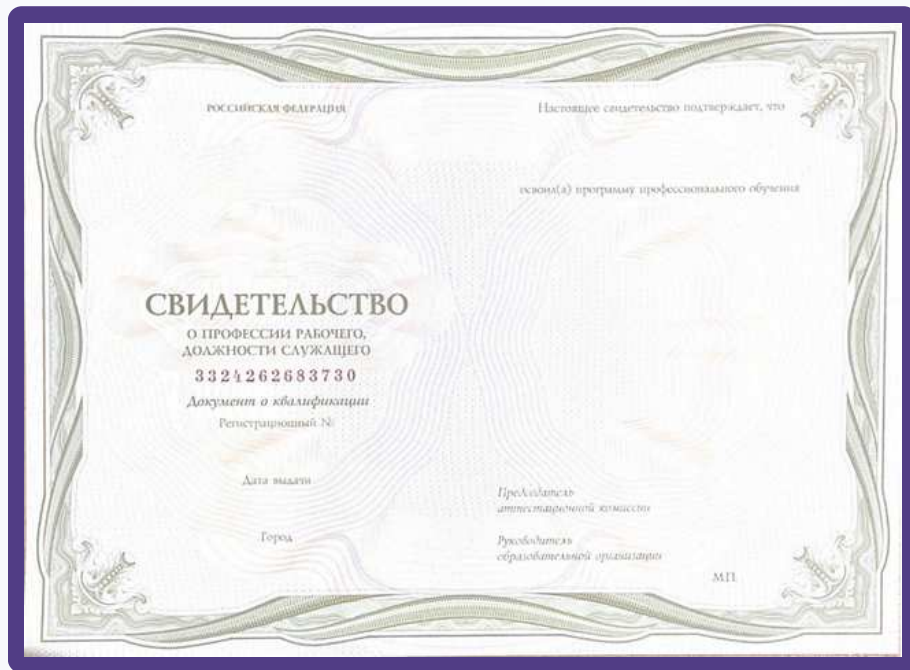 РОССИЙСКАЯ ФЕДЕРАЦИЯ
СВИДЕТЕЛЬСТВО
О ПРОФЕССИИ РАБОЧЕГО,
ДОЛЖНОСТИ СЛУЖАЩЕГО
3324262683730
Документ о квалификации
Регистрационный №
Дата выдачи
Город
Настоящее свидетельство подтверждает, что
освоил(а) программу профессионального обучения
Председатель
аттестационной комиссии
Руководитель
образовательной организации
М.П.